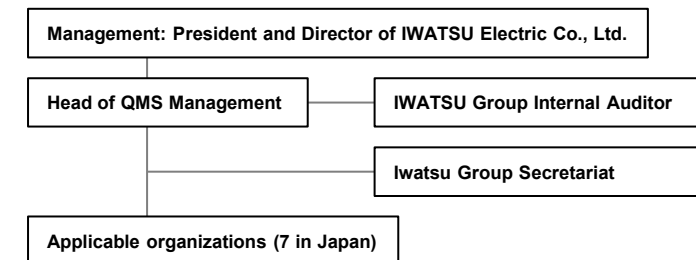 Management: President and Director of IWATSU Electric Co., Ltd.
Head of QMS Management
IWATSU Group Internal Auditor
Iwatsu Group Secretariat
Applicable organizations (7 in Japan)